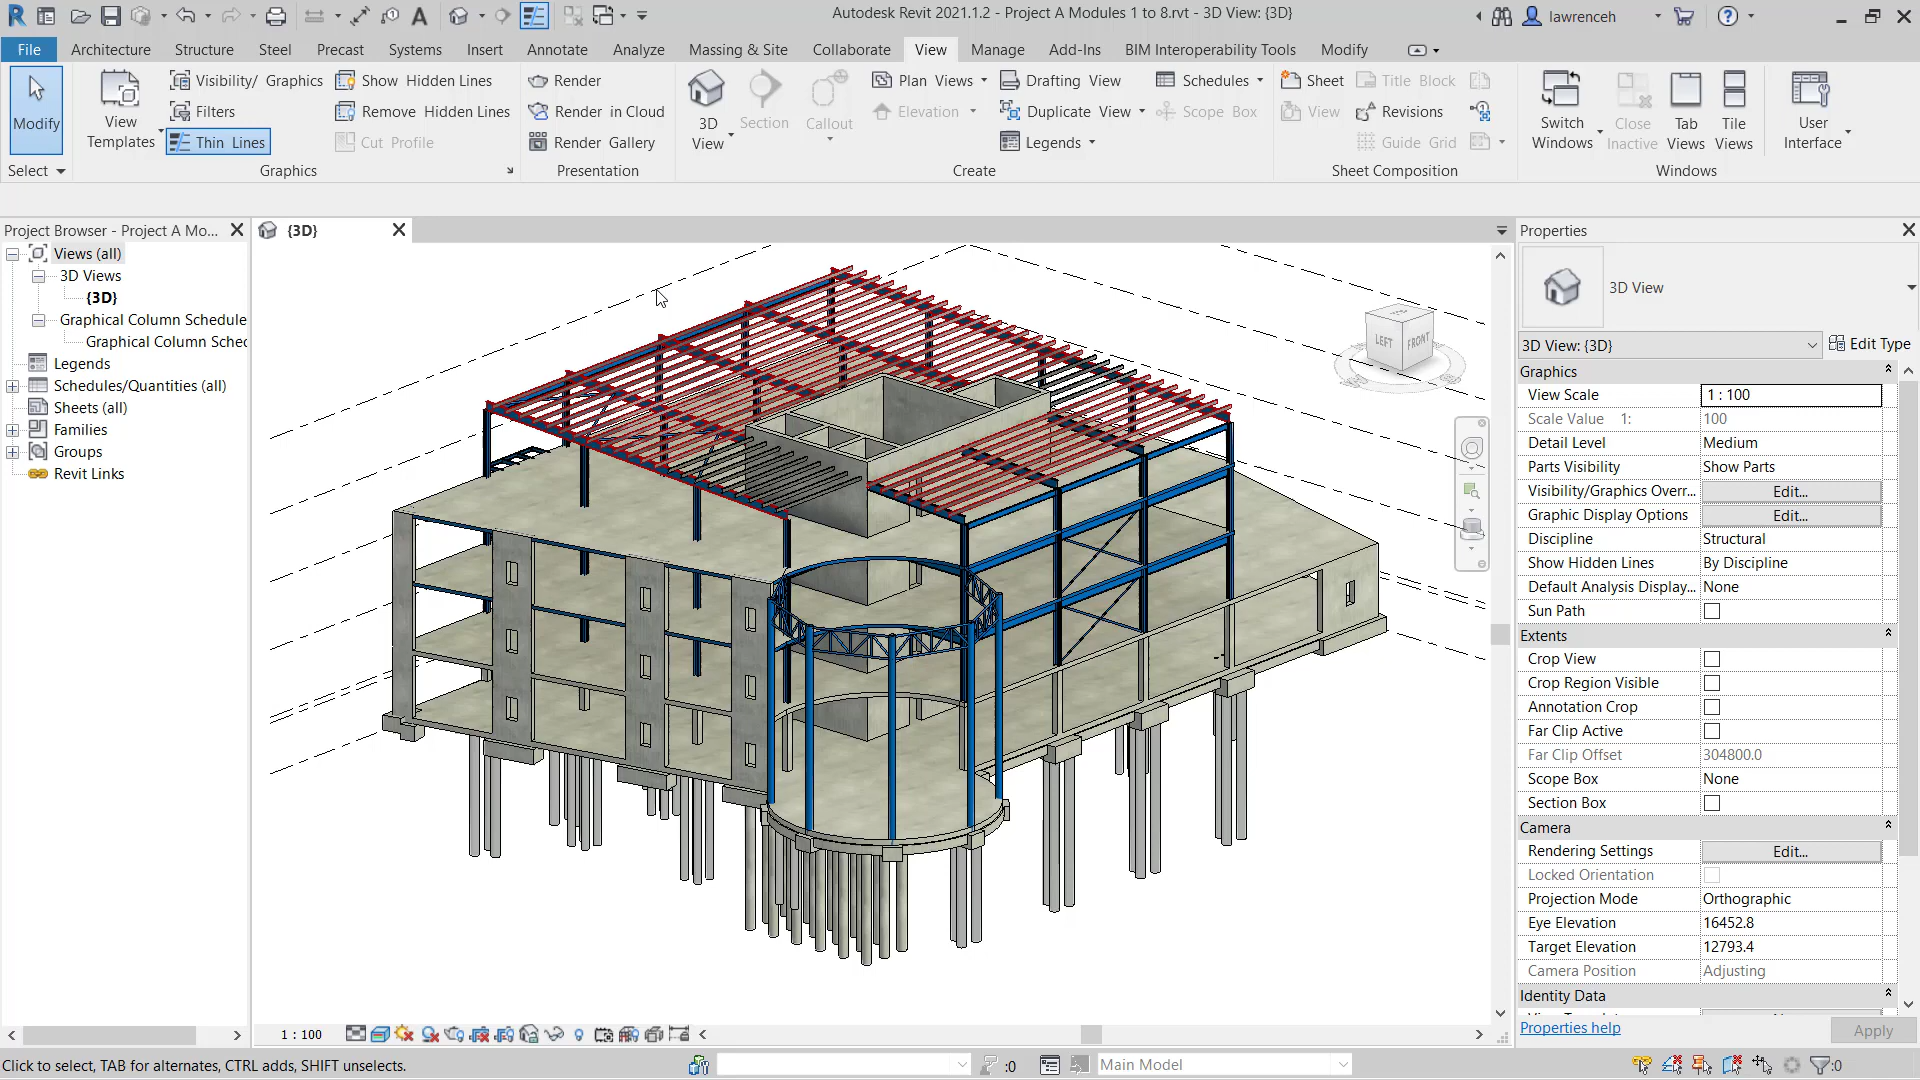 Autodesk Revit 2021.1.2 - Project A Modules 1 to 8.rvt - 3D View: {3D}
lawrenceh
File Architecture Structure Steel Precast Systems Insert Annotate Analyze Massing & Site Collaborate View Manage Add-Ins BIM Interoperability Tools Modify
Modify
Select
View Templates
Visibility/ Graphics
Filters
Thin Lines
Show Hidden Lines
Remove Hidden Lines
Cut Profile
Graphics
Render
Render in Cloud
Render Gallery
Presentation
3D View
Section
Callout
Plan Views
Elevation
Drafting View
Duplicate View
Legends
Schedules
Scope Box
Create
Sheet
View
Title Block
Revisions
Guide Grid
Sheet Composition
Switch Windows
Close Inactive
Tab Views
Tile Views
User Interface
Windows
Project Browser - Project A Mo...
Views (all)
3D Views
{3D}
Graphical Column Schedule
Graphical Column Sched
Legends
Schedules/Quantities (all)
Sheets (all)
Families
Groups
Revit Links
{3D}
LEFT
FRONT
Properties
3D View
3D View: {3D}
Edit Type
Graphics
View Scale 1 : 100
Scale Value 1: 100
Detail Level Medium
Parts Visibility Show Parts
Visibility/Graphics Overr... Edit...
Graphic Display Options Edit...
Discipline Structural
Show Hidden Lines By Discipline
Default Analysis Display... None
Sun Path
Extents
Crop View
Crop Region Visible
Annotation Crop
Far Clip Active
Far Clip Offset 304800.0
Scope Box None
Section Box
Camera
Rendering Settings Edit...
Locked Orientation
Projection Mode Orthographic
Eye Elevation 16452.8
Target Elevation 12793.4
Camera Position Adjusting
Identity Data
Properties help
Apply
1 : 100
Click to select, TAB for alternates, CTRL adds, SHIFT unselects.
:0
Main Model
:0